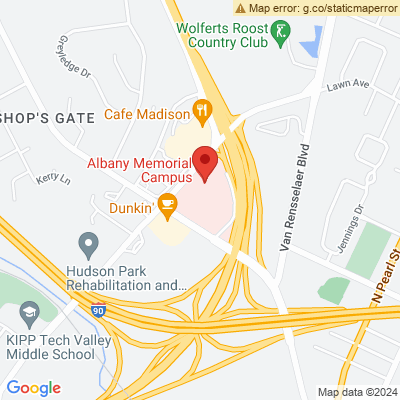 Map error: g.co/staticmaperror
Wolferts Roost
Country Club
Greyledge Dr
Lawn Ave
Cafe Madison
SHOP'S GATE
Albany Memorial
Campus
Kerry Ln
Van Rensselaer Blvd
Dunkin'
Jennings Dr
N Pearl St
Hudson Park
Rehabilitation and...
90
KIPP Tech Valley
Middle School
Google
Map data ©2024